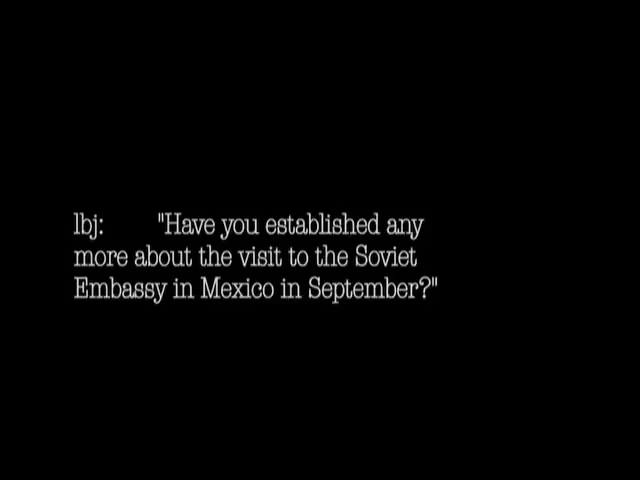 lbj: "Have you established any
more about the visit to the Soviet
Embassy in Mexico in September?"